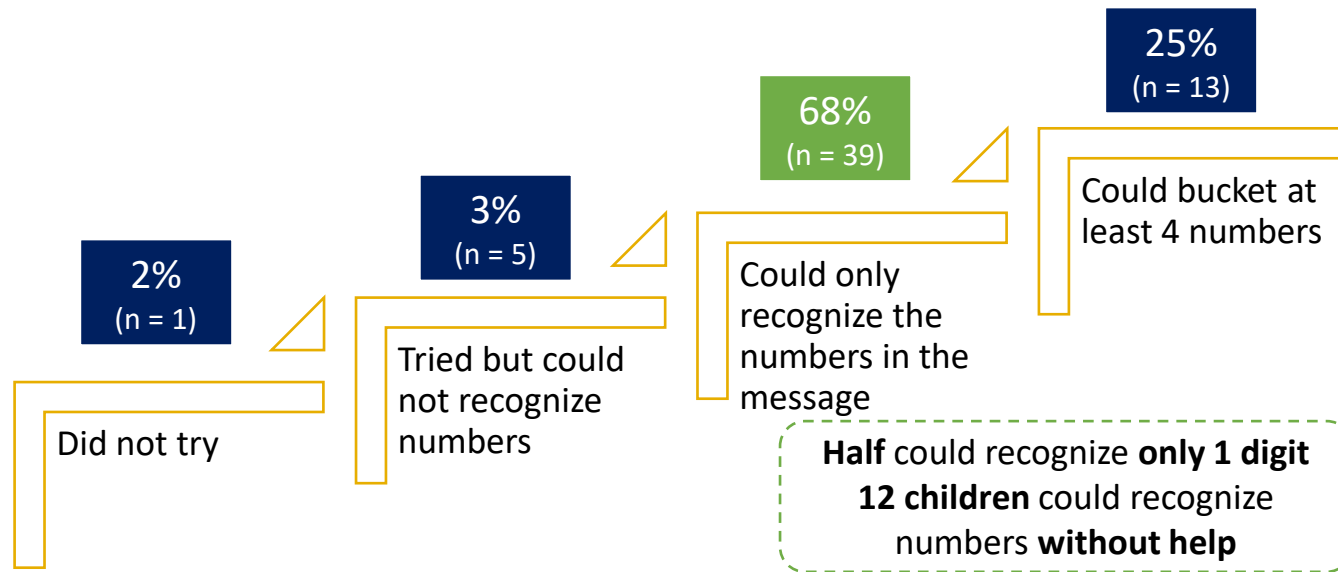 2%
(n = 1)
Did not try
3%
(n = 5)
Tried but could
not recognize
numbers
68%
(n = 39)
Could only
recognize the
numbers in the
message
25%
(n = 13)
Could bucket at
least 4 numbers
Half could recognize only 1 digit
12 children could recognize
numbers without help